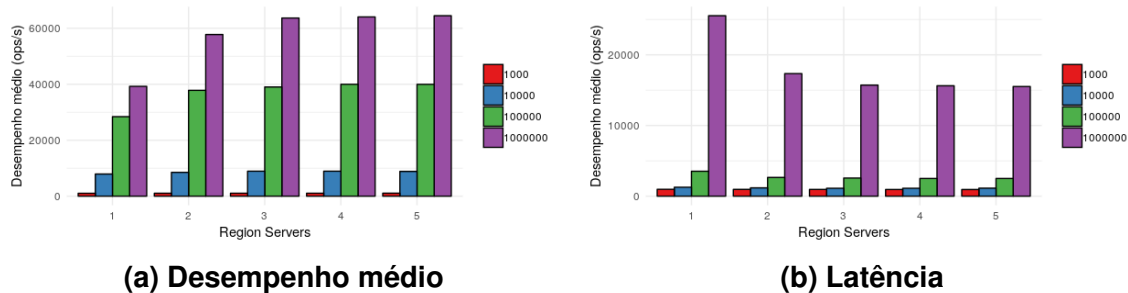 Desempenho médio (ops/s)
60000
40000
20000
0
1 2 3 4 5
Region Servers
1000
10000
100000
1000000
(a) Desempenho médio
Desempenho médio (ops/s)
20000
10000
0
1 2 3 4 5
Region Servers
1000
10000
100000
1000000
(b) Latência